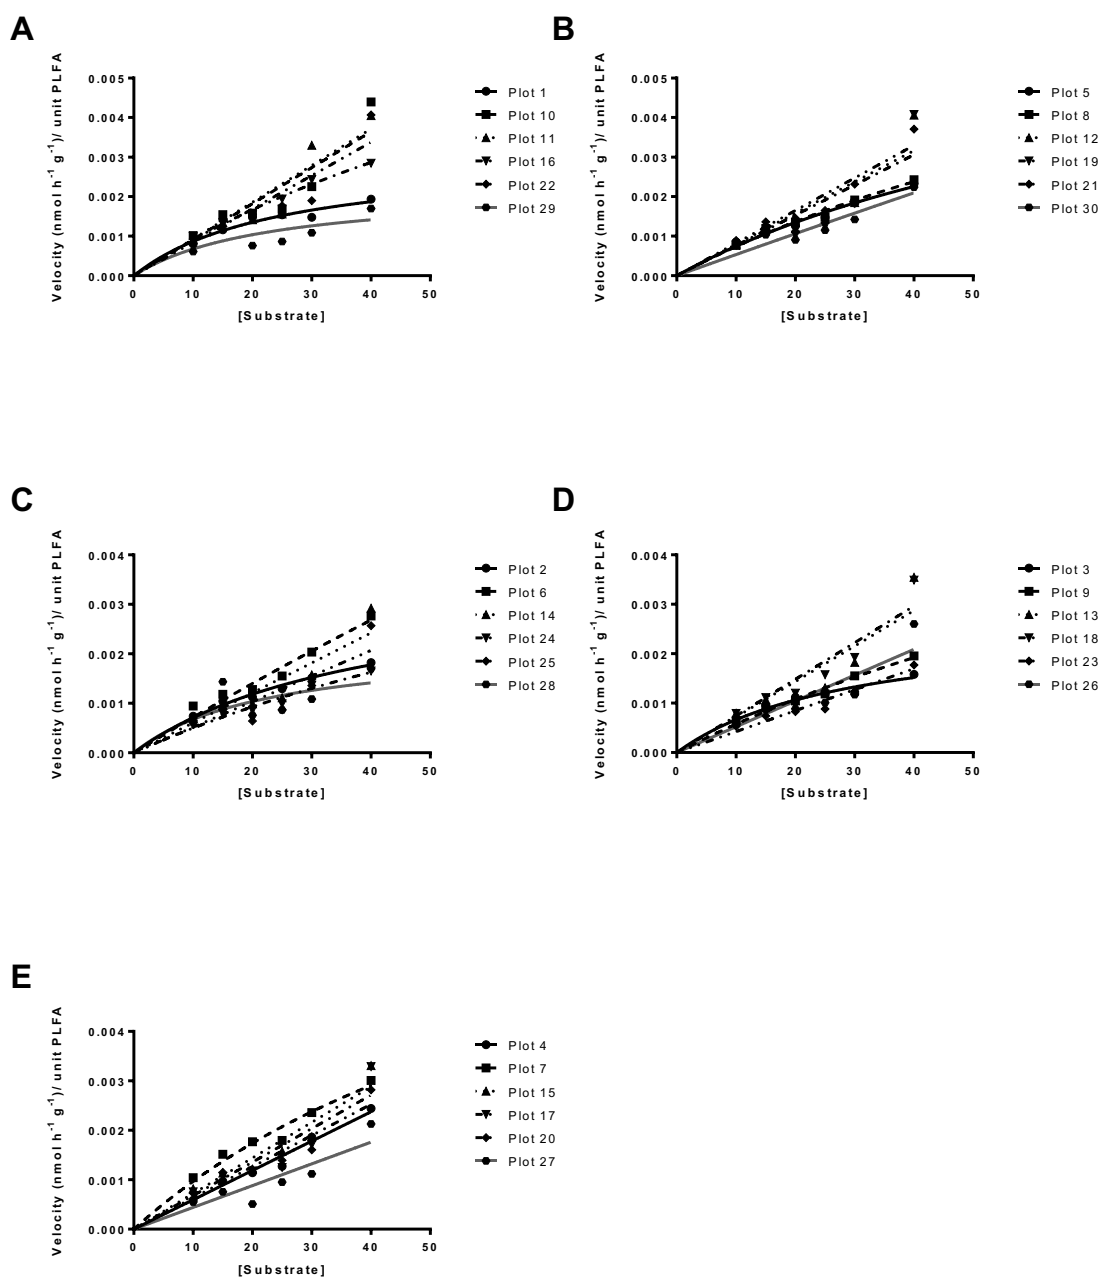 A
Velocity (nmol h⁻¹ g⁻¹)/ unit PLFA
0.005
0.004
0.003
0.002
0.001
0.000
0 10 20 30 40 50
[Substrate]
Plot 1
Plot 10
Plot 11
Plot 16
Plot 22
Plot 29
B
Velocity (nmol h⁻¹ g⁻¹)/ unit PLFA
0.005
0.004
0.003
0.002
0.001
0.000
0 10 20 30 40 50
[Substrate]
Plot 5
Plot 8
Plot 12
Plot 19
Plot 21
Plot 30
C
Velocity (nmol h⁻¹ g⁻¹)/ unit PLFA
0.004
0.003
0.002
0.001
0.000
0 10 20 30 40 50
[Substrate]
Plot 2
Plot 6
Plot 14
Plot 24
Plot 25
Plot 28
D
Velocity (nmol h⁻¹ g⁻¹)/ unit PLFA
0.004
0.003
0.002
0.001
0.000
0 10 20 30 40 50
[Substrate]
Plot 3
Plot 9
Plot 13
Plot 18
Plot 23
Plot 26
E
Velocity (nmol h⁻¹ g⁻¹)/ unit PLFA
0.004
0.003
0.002
0.001
0.000
0 10 20 30 40 50
[Substrate]
Plot 4
Plot 7
Plot 15
Plot 17
Plot 20
Plot 27